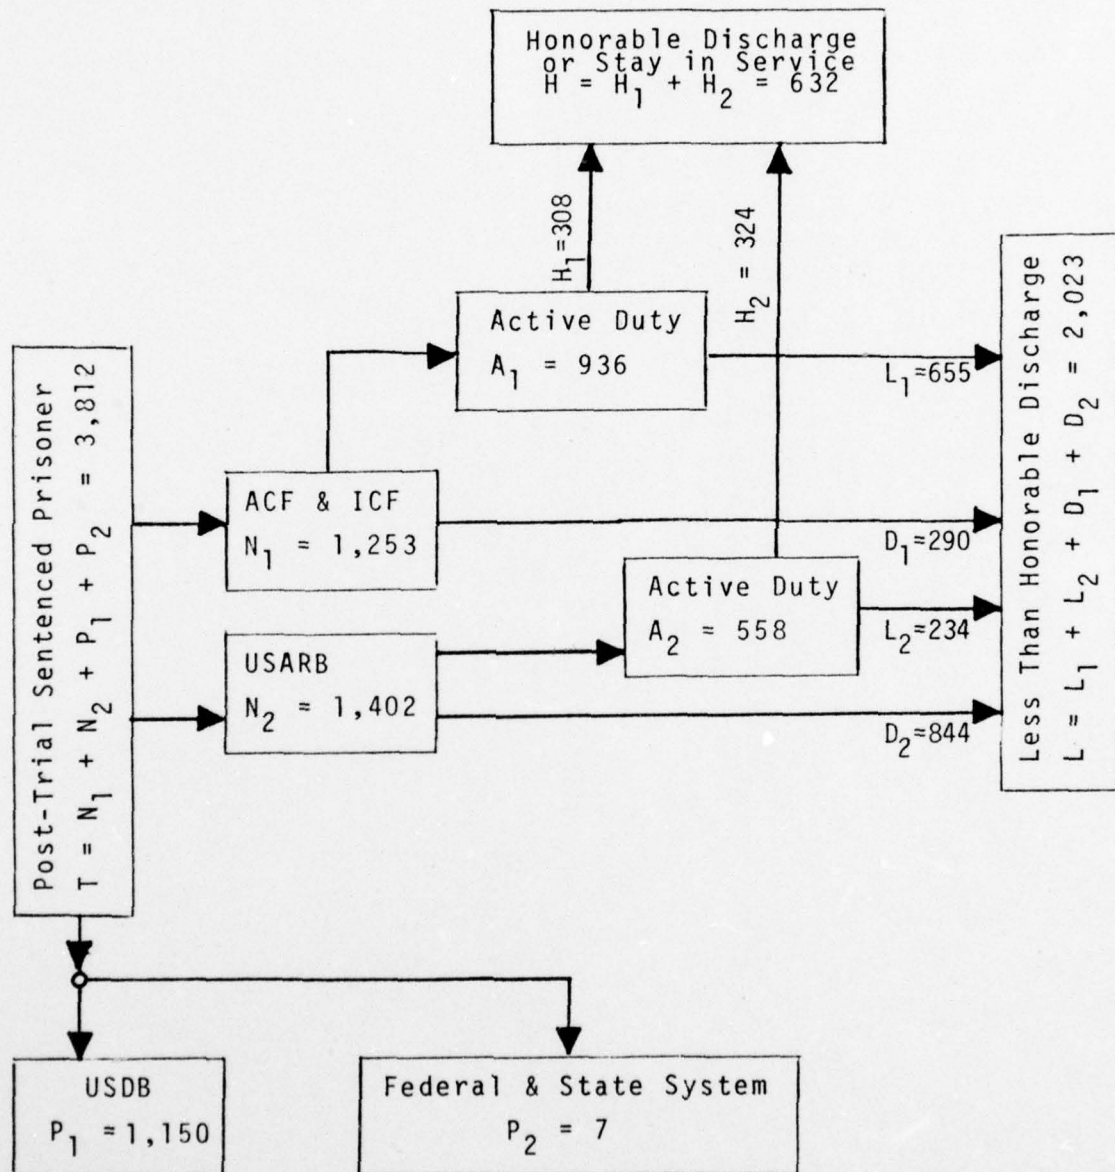 Honorable Discharge
or Stay in Service
H = H₁ + H₂ = 632
H₁=308
H₂ = 324
Active Duty
A₁ = 936
L₁=655
Post-Trial Sentenced Prisoner
T = N₁ + N₂ + P₁ + P₂ = 3,812
ACF & ICF
N₁ = 1,253
D₁=290
Active Duty
A₂ = 558
L₂=234
USARB
N₂ = 1,402
D₂=844
Less Than Honorable Discharge
L = L₁ + L₂ + D₁ + D₂ = 2,023
USDB
P₁ =1,150
Federal & State System
P₂ = 7